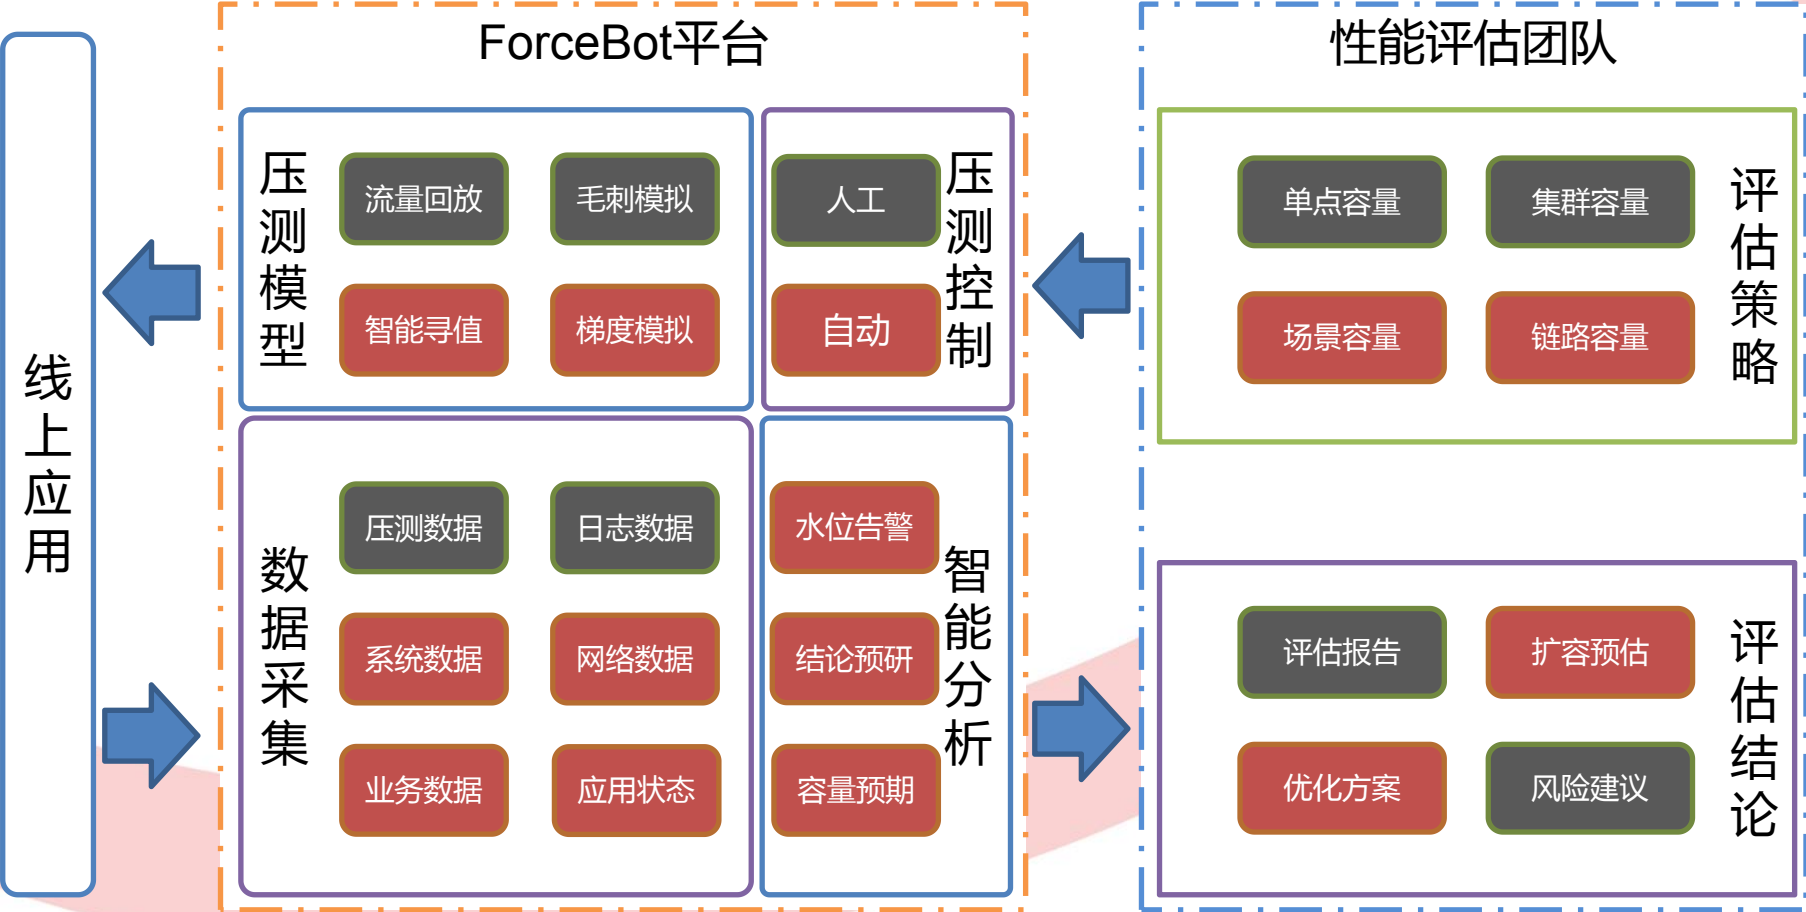 线上应用
ForceBot平台
压测模型
流量回放
毛刺模拟
智能寻值
梯度模拟
人工
自动
压测控制
数据采集
压测数据
日志数据
系统数据
网络数据
业务数据
应用状态
水位告警
结论预研
容量预期
智能分析
性能评估团队
单点容量
集群容量
场景容量
链路容量
评估策略
评估报告
扩容预估
优化方案
风险建议
评估结论